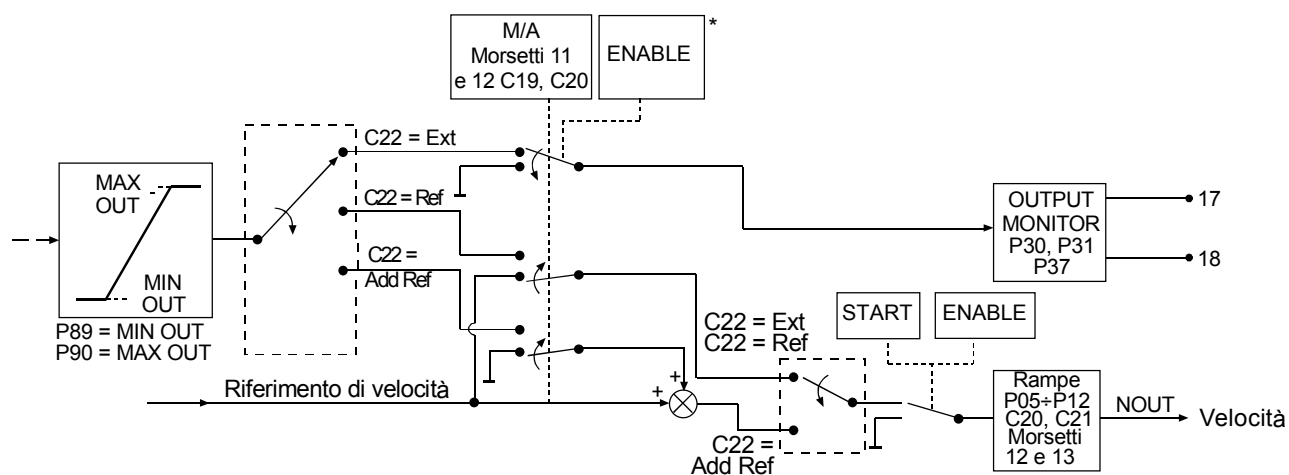 M/A
Morsetti 11
e 12 C19, C20
ENABLE
*
C22 = Ext
MAX
OUT
MIN
OUT
P89 = MIN OUT
P90 = MAX OUT
C22 = Ref
C22 =
Add Ref
OUTPUT
MONITOR
P30, P31
P37
17
18
START
ENABLE
C22 = Ext
C22 = Ref
Riferimento di velocità
+
+
C22 =
Add Ref
Rampe
P05÷P12
C20, C21
Morsetti
12 e 13
NOUT
Velocità